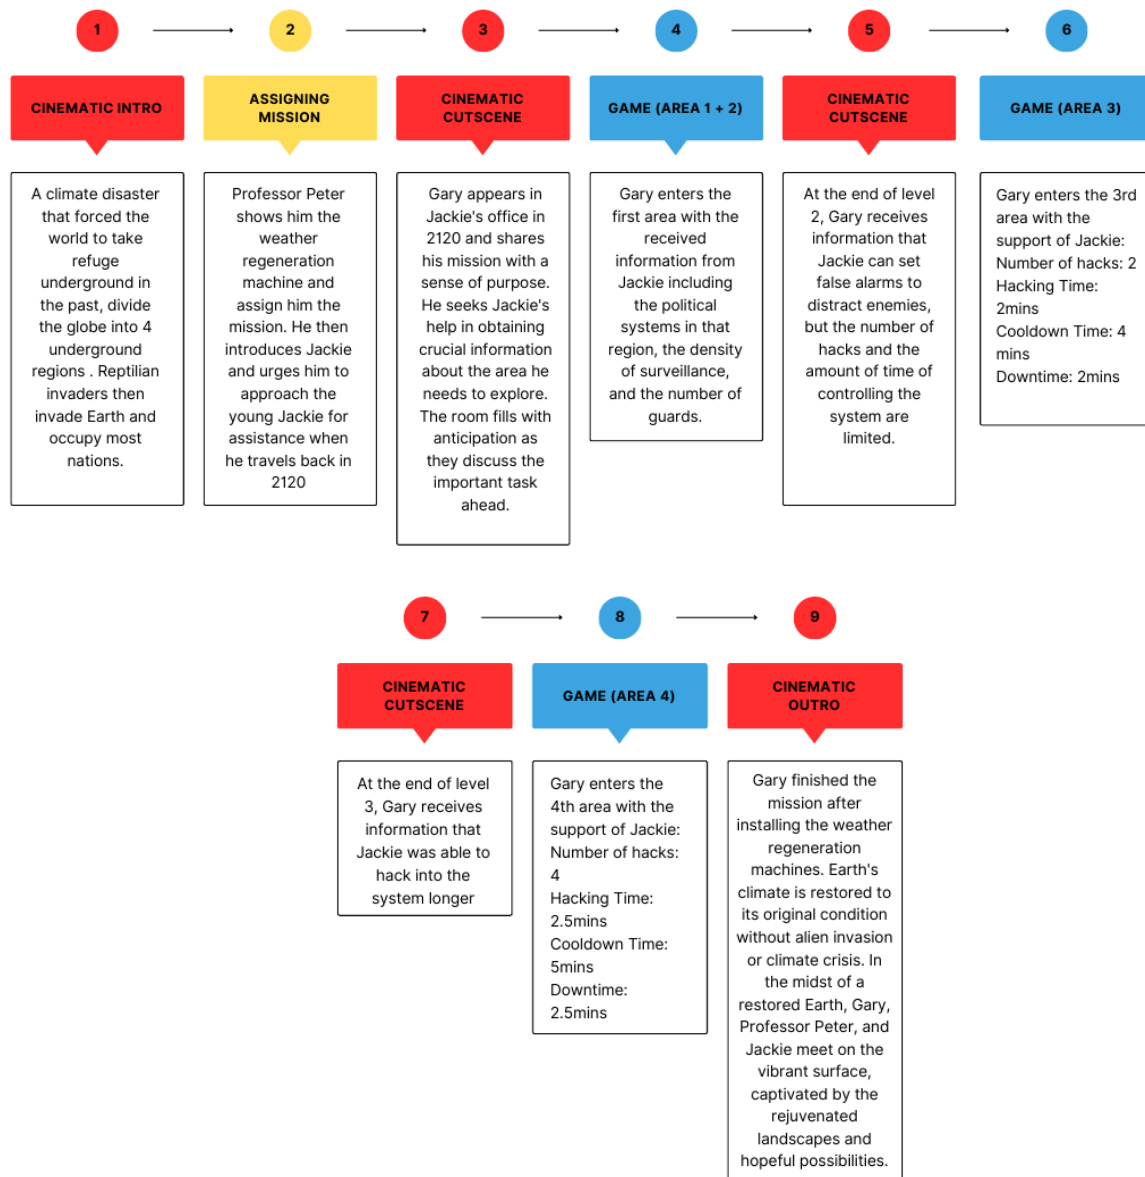 1
2
3
4
5
6
CINEMATIC INTRO
ASSIGNING
MISSION
CINEMATIC
CUTSCENE
GAME (AREA 1 + 2)
CINEMATIC
CUTSCENE
GAME (AREA 3)
A climate disaster
that forced the
world to take
refuge
underground in
the past, divide
the globe into 4
underground
regions . Reptilian
invaders then
invade Earth and
occupy most
nations.
Professor Peter
shows him the
weather
regeneration
machine and
assign him the
mission. He then
introduces Jackie
and urges him to
approach the
young Jackie for
assistance when
he travels back in
2120
Gary appears in
Jackie's office in
2120 and shares
his mission with a
sense of purpose.
He seeks Jackie's
help in obtaining
crucial information
about the area he
needs to explore.
The room fills with
anticipation as
they discuss the
important task
ahead.
Gary enters the
first area with the
received
information from
Jackie including
the political
systems in that
region, the density
of surveillance,
and the number of
guards.
At the end of level
2, Gary receives
information that
Jackie can set
false alarms to
distract enemies,
but the number of
hacks and the
amount of time of
controlling the
system are
limited.
Gary enters the 3rd
area with the
support of Jackie:
Number of hacks: 2
Hacking Time:
2mins
Cooldown Time: 4
mins
Downtime: 2mins
7
8
9
CINEMATIC
CUTSCENE
GAME (AREA 4)
CINEMATIC
OUTRO
At the end of level
3, Gary receives
information that
Jackie was able to
hack into the
system longer
Gary enters the
4th area with the
support of Jackie:
Number of hacks:
4
Hacking Time:
2.5mins
Cooldown Time:
5mins
Downtime:
2.5mins
Gary finished the
mission after
installing the weather
regeneration
machines. Earth's
climate is restored to
its original condition
without alien invasion
or climate crisis. In
the midst of a
restored Earth, Gary,
Professor Peter, and
Jackie meet on the
vibrant surface,
captivated by the
rejuvenated
landscapes and
hopeful possibilities.